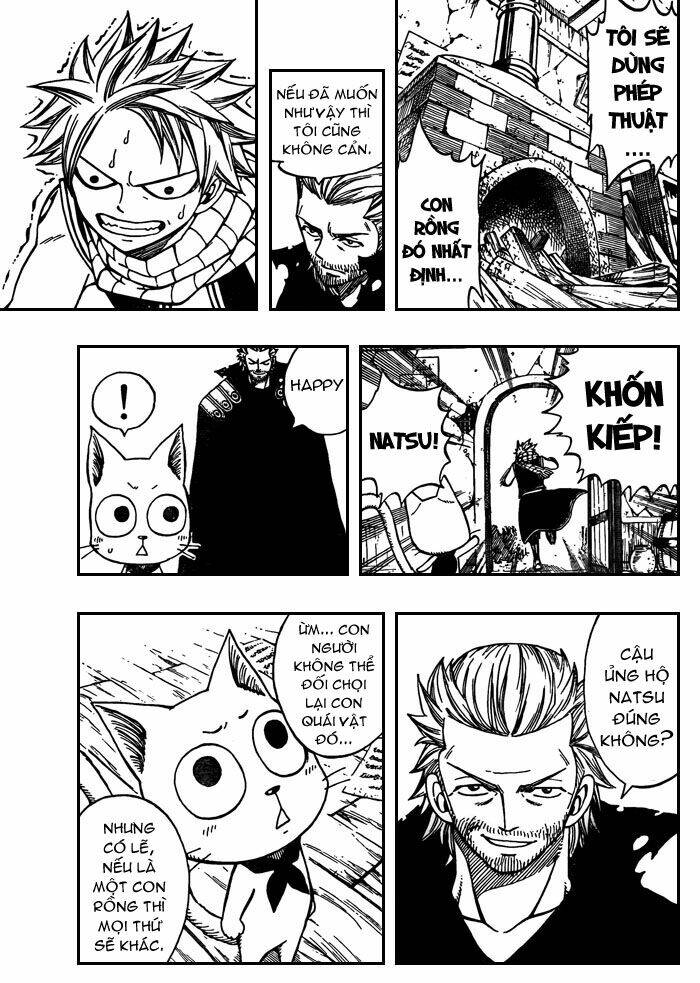 TÔI SẼ
DÙNG
PHÉP
THUẬT
....
CON
RỒNG
ĐÓ NHẤT
ĐỊNH...
NẾU ĐÃ MUỐN
NHƯ VẬY THÌ
TÔI CŨNG
KHÔNG CẢN.
KHỐN
KIẾP!
NATSU!
HAPPY
!
CẬU
ỦNG HỘ
NATSU
ĐÚNG
KHÔNG?
ỪM... CON
NGƯỜI
KHÔNG THỂ
ĐỐI CHỌI
LẠI CON
QUÁI VẬT
ĐÓ...
NHƯNG
CÓ LẼ,
NẾU LÀ
MỘT CON
RỒNG THÌ
MỌI THỨ
SẼ KHÁC.